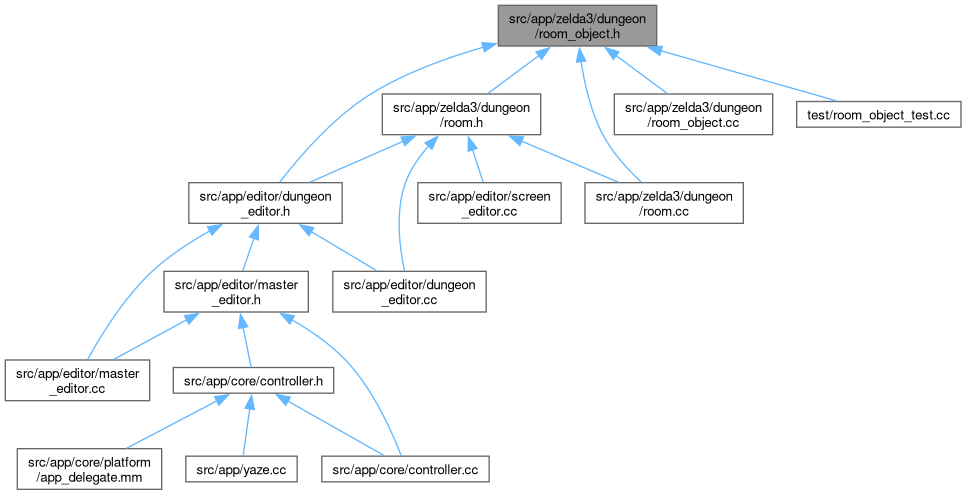 src/app/zelda3/dungeon
/room_object.h
src/app/zelda3/dungeon
/room.h
src/app/zelda3/dungeon
/room_object.cc
test/room_object_test.cc
src/app/editor/dungeon
_editor.h
src/app/editor/screen
_editor.cc
src/app/zelda3/dungeon
/room.cc
src/app/editor/master
_editor.h
src/app/editor/dungeon
_editor.cc
src/app/editor/master
_editor.cc
src/app/core/controller.h
src/app/core/platform
/app_delegate.mm
src/app/yaze.cc
src/app/core/controller.cc